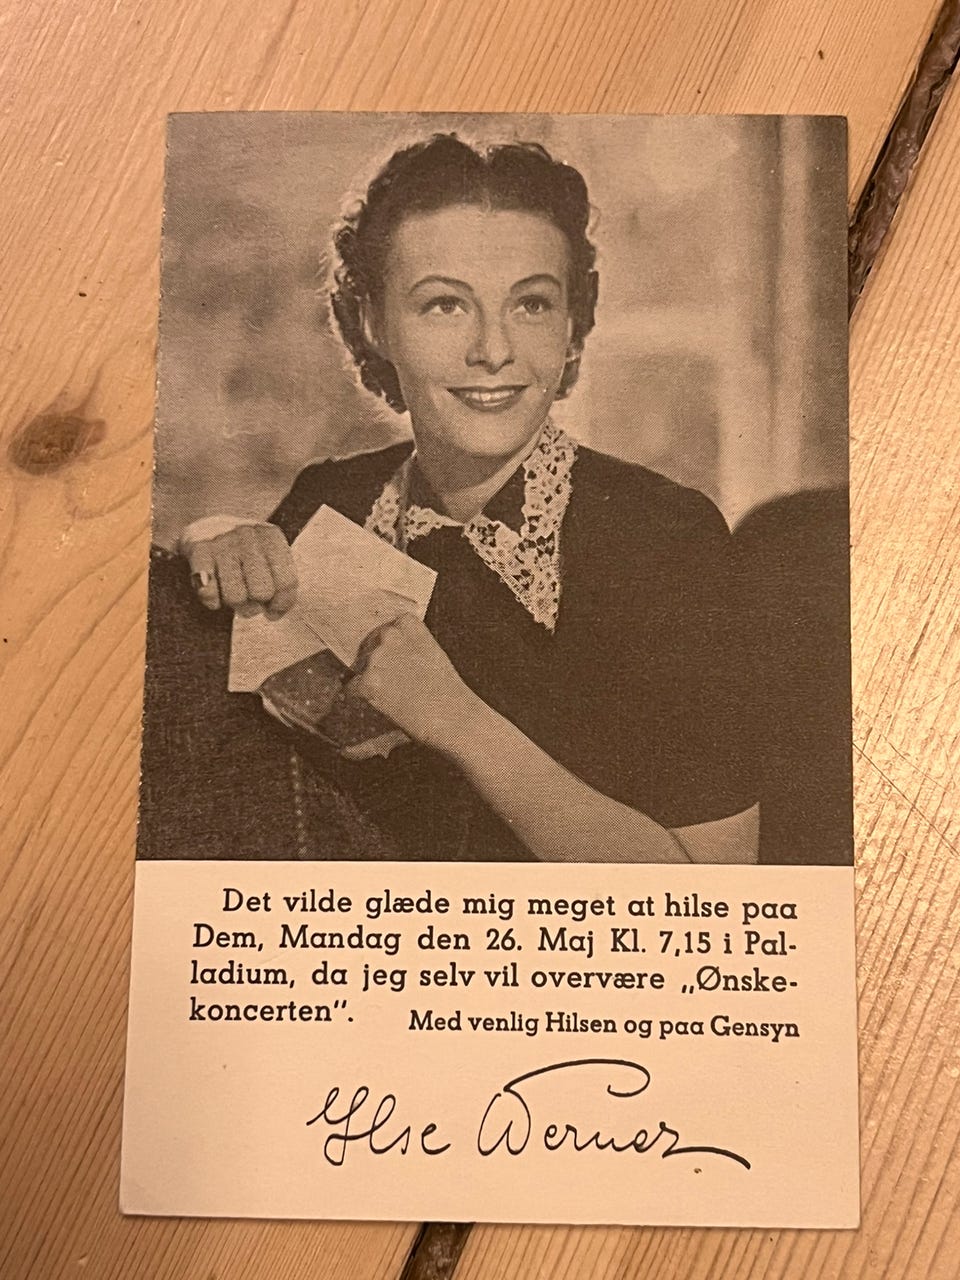 Det vilde glæde mig meget at hilse paa
Dem, Mandag den 26. Maj Kl. 7,15 i Pal-
ladium, da jeg selv vil overvære „Ønske-
koncerten".
Med venlig Hilsen og paa Gensyn
Ilse Werner